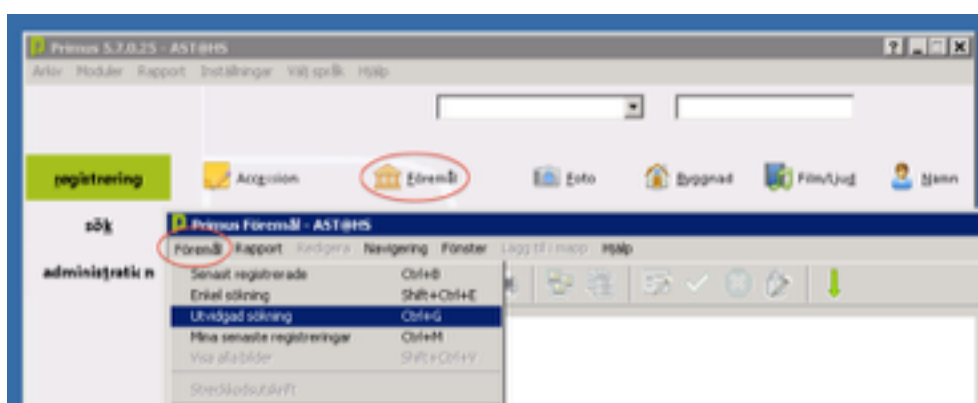 Primus 5.7.0.25 - AST@HS
Arkiv Moduler Rapport Inställningar Välj språk Hjälp
registrering Accession Föremål Foto Byggnad Film/Ljud Namn
sök
Primus Föremål - AST@HS
Föremål Rapport Redigera Navigering Fönster Lägg til i mapp Hjälp
administration
Senast registrerade Ctrl+B
Enkel sökning Shift+Ctrl+E
Utvidgad sökning Ctrl+G
Mina senaste registreringar Ctrl+M
Visa alla bilder Shift+Ctrl+V
Streckkodsutskrift